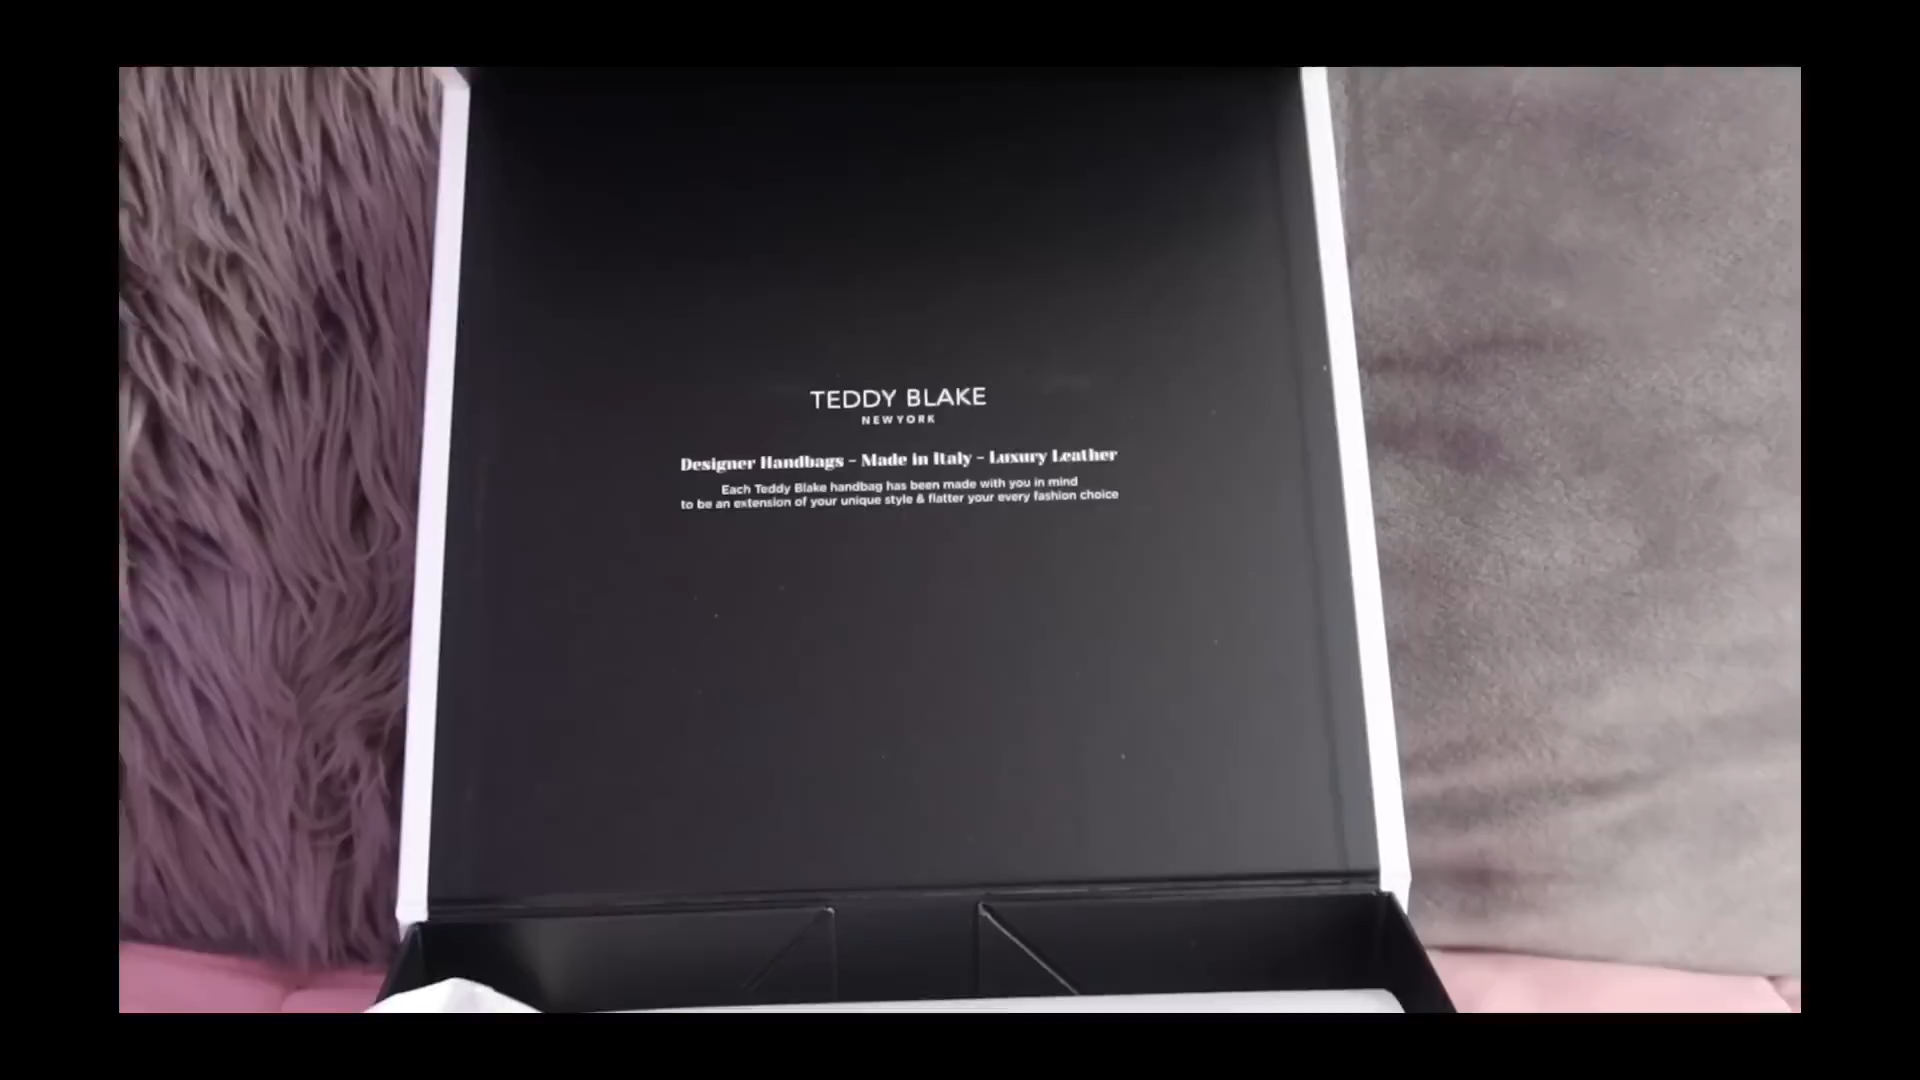 TEDDY BLAKE
NEW YORK
Designer Handbags - Made in Italy - Luxury Leather
Each Teddy Blake handbag has been made with you in mind
to be an extension of your unique style & flatter your every fashion choice